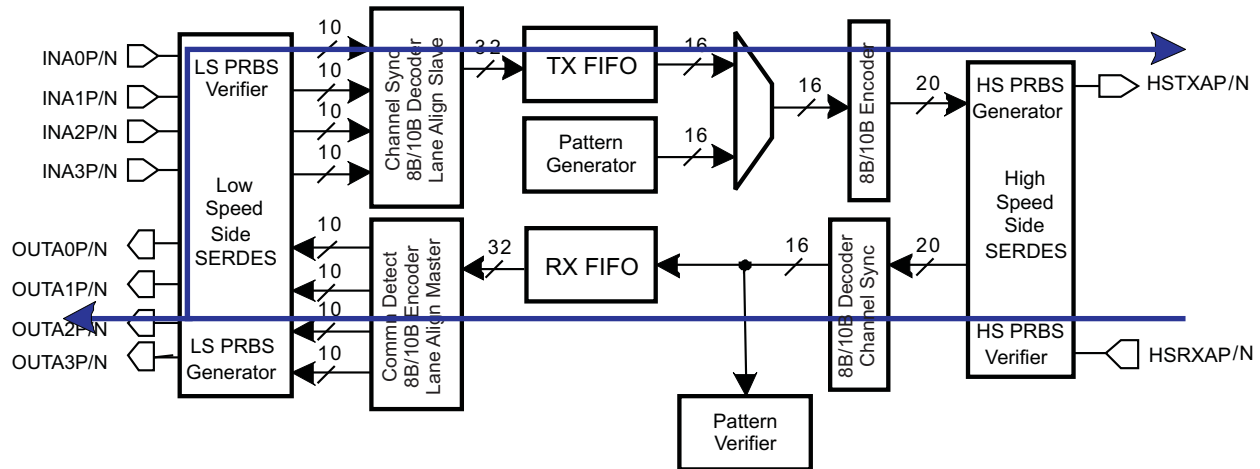 INA0P/N
INA1P/N
INA2P/N
INA3P/N
OUTA0P/N
OUTA1P/N
OUTA2P/N
OUTA3P/N
LS PRBS
Verifier
Low
Speed
Side
SERDES
LS PRBS
Generator
10
10
10
10
10
10
10
10
Channel Sync
8B/10B Decoder
Lane Align Slave
Commn Detect
8B/10B Encoder
Lane Align Master
32
32
TX FIFO
Pattern
Generator
RX FIFO
16
16
16
16
Pattern
Verifier
8B/10B Encoder
8B/10B Decoder
Channel Sync
20
20
HS PRBS
Generator
High
Speed
Side
SERDES
HS PRBS
Verifier
HSTXAP/N
HSRXAP/N